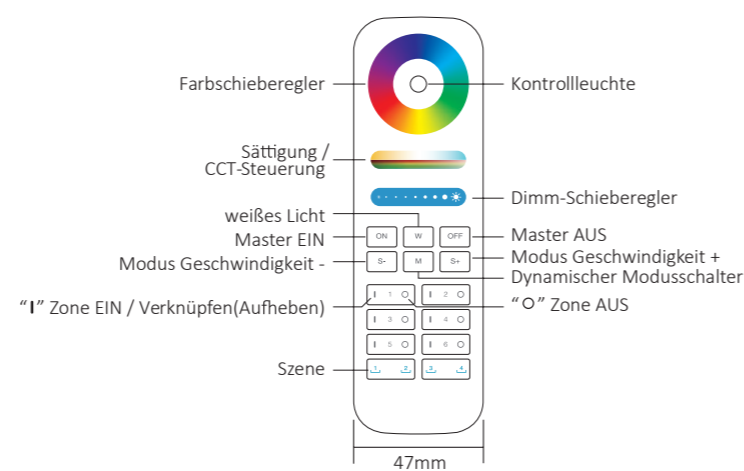 Farbschieberegler
Kontrollleuchte
Sättigung /
CCT-Steuerung
Dimm-Schieberegler
weißes Licht
Master EIN
ON
W
OFF
Master AUS
Modus Geschwindigkeit -
S-
M
S+
Modus Geschwindigkeit +
Dynamischer Modusschalter
“I” Zone EIN / Verknüpfen(Aufheben)
I 1 O
I 2 O
“O” Zone AUS
I 3 O
I 4 O
I 5 O
I 6 O
Szene
1 2
3 4
47mm